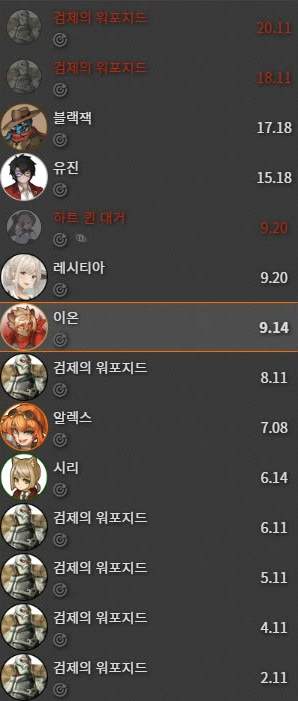 검제의 워포지드 20.11
검제의 워포지드 18.11
블랙잭 17.18
유진 15.18
하트 퀸 대거 9.20
레시티아 9.20
이온 9.14
검제의 워포지드 8.11
알렉스 7.08
시리 6.14
검제의 워포지드 6.11
검제의 워포지드 5.11
검제의 워포지드 4.11
검제의 워포지드 2.11